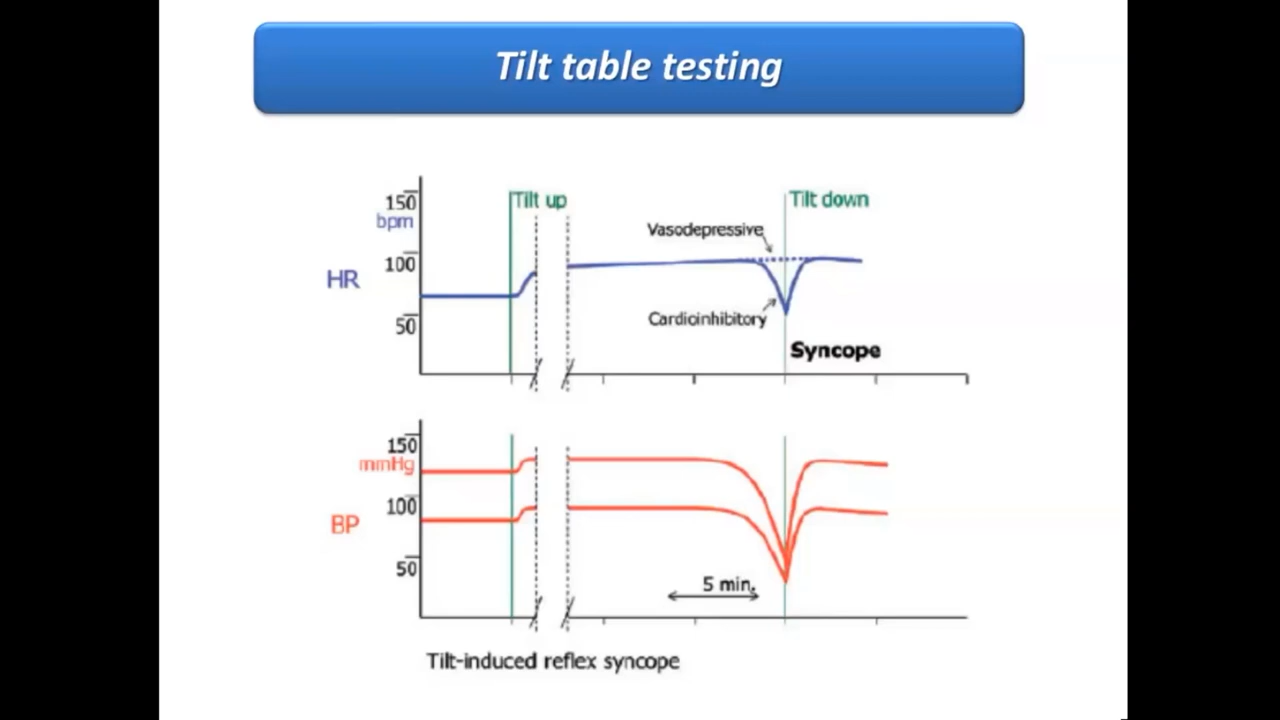 Tilt table testing
150
bpm
Tilt up
Tilt down
Vasodepressive
100
HR
Cardioinhibitory
50
Syncope
150
mmHg
100
BP
50
5 min.
Tilt-induced reflex syncope